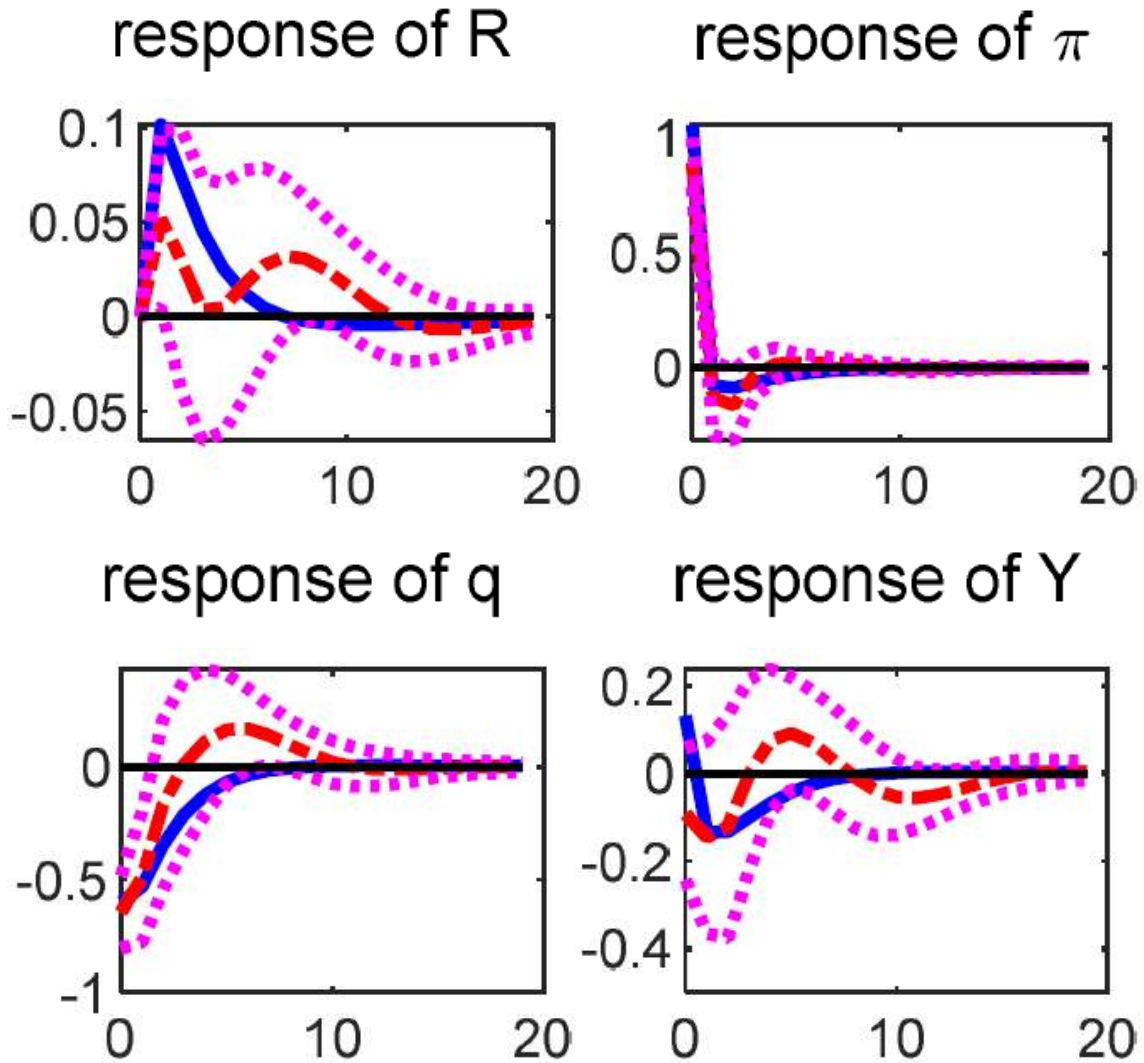 response of R
response of π
0.1
0.05
0
-0.05
0 10 20
1
0.5
0
0 10 20
response of q
response of Y
0
-0.5
-1
0 10 20
0.2
0
-0.2
-0.4
0 10 20